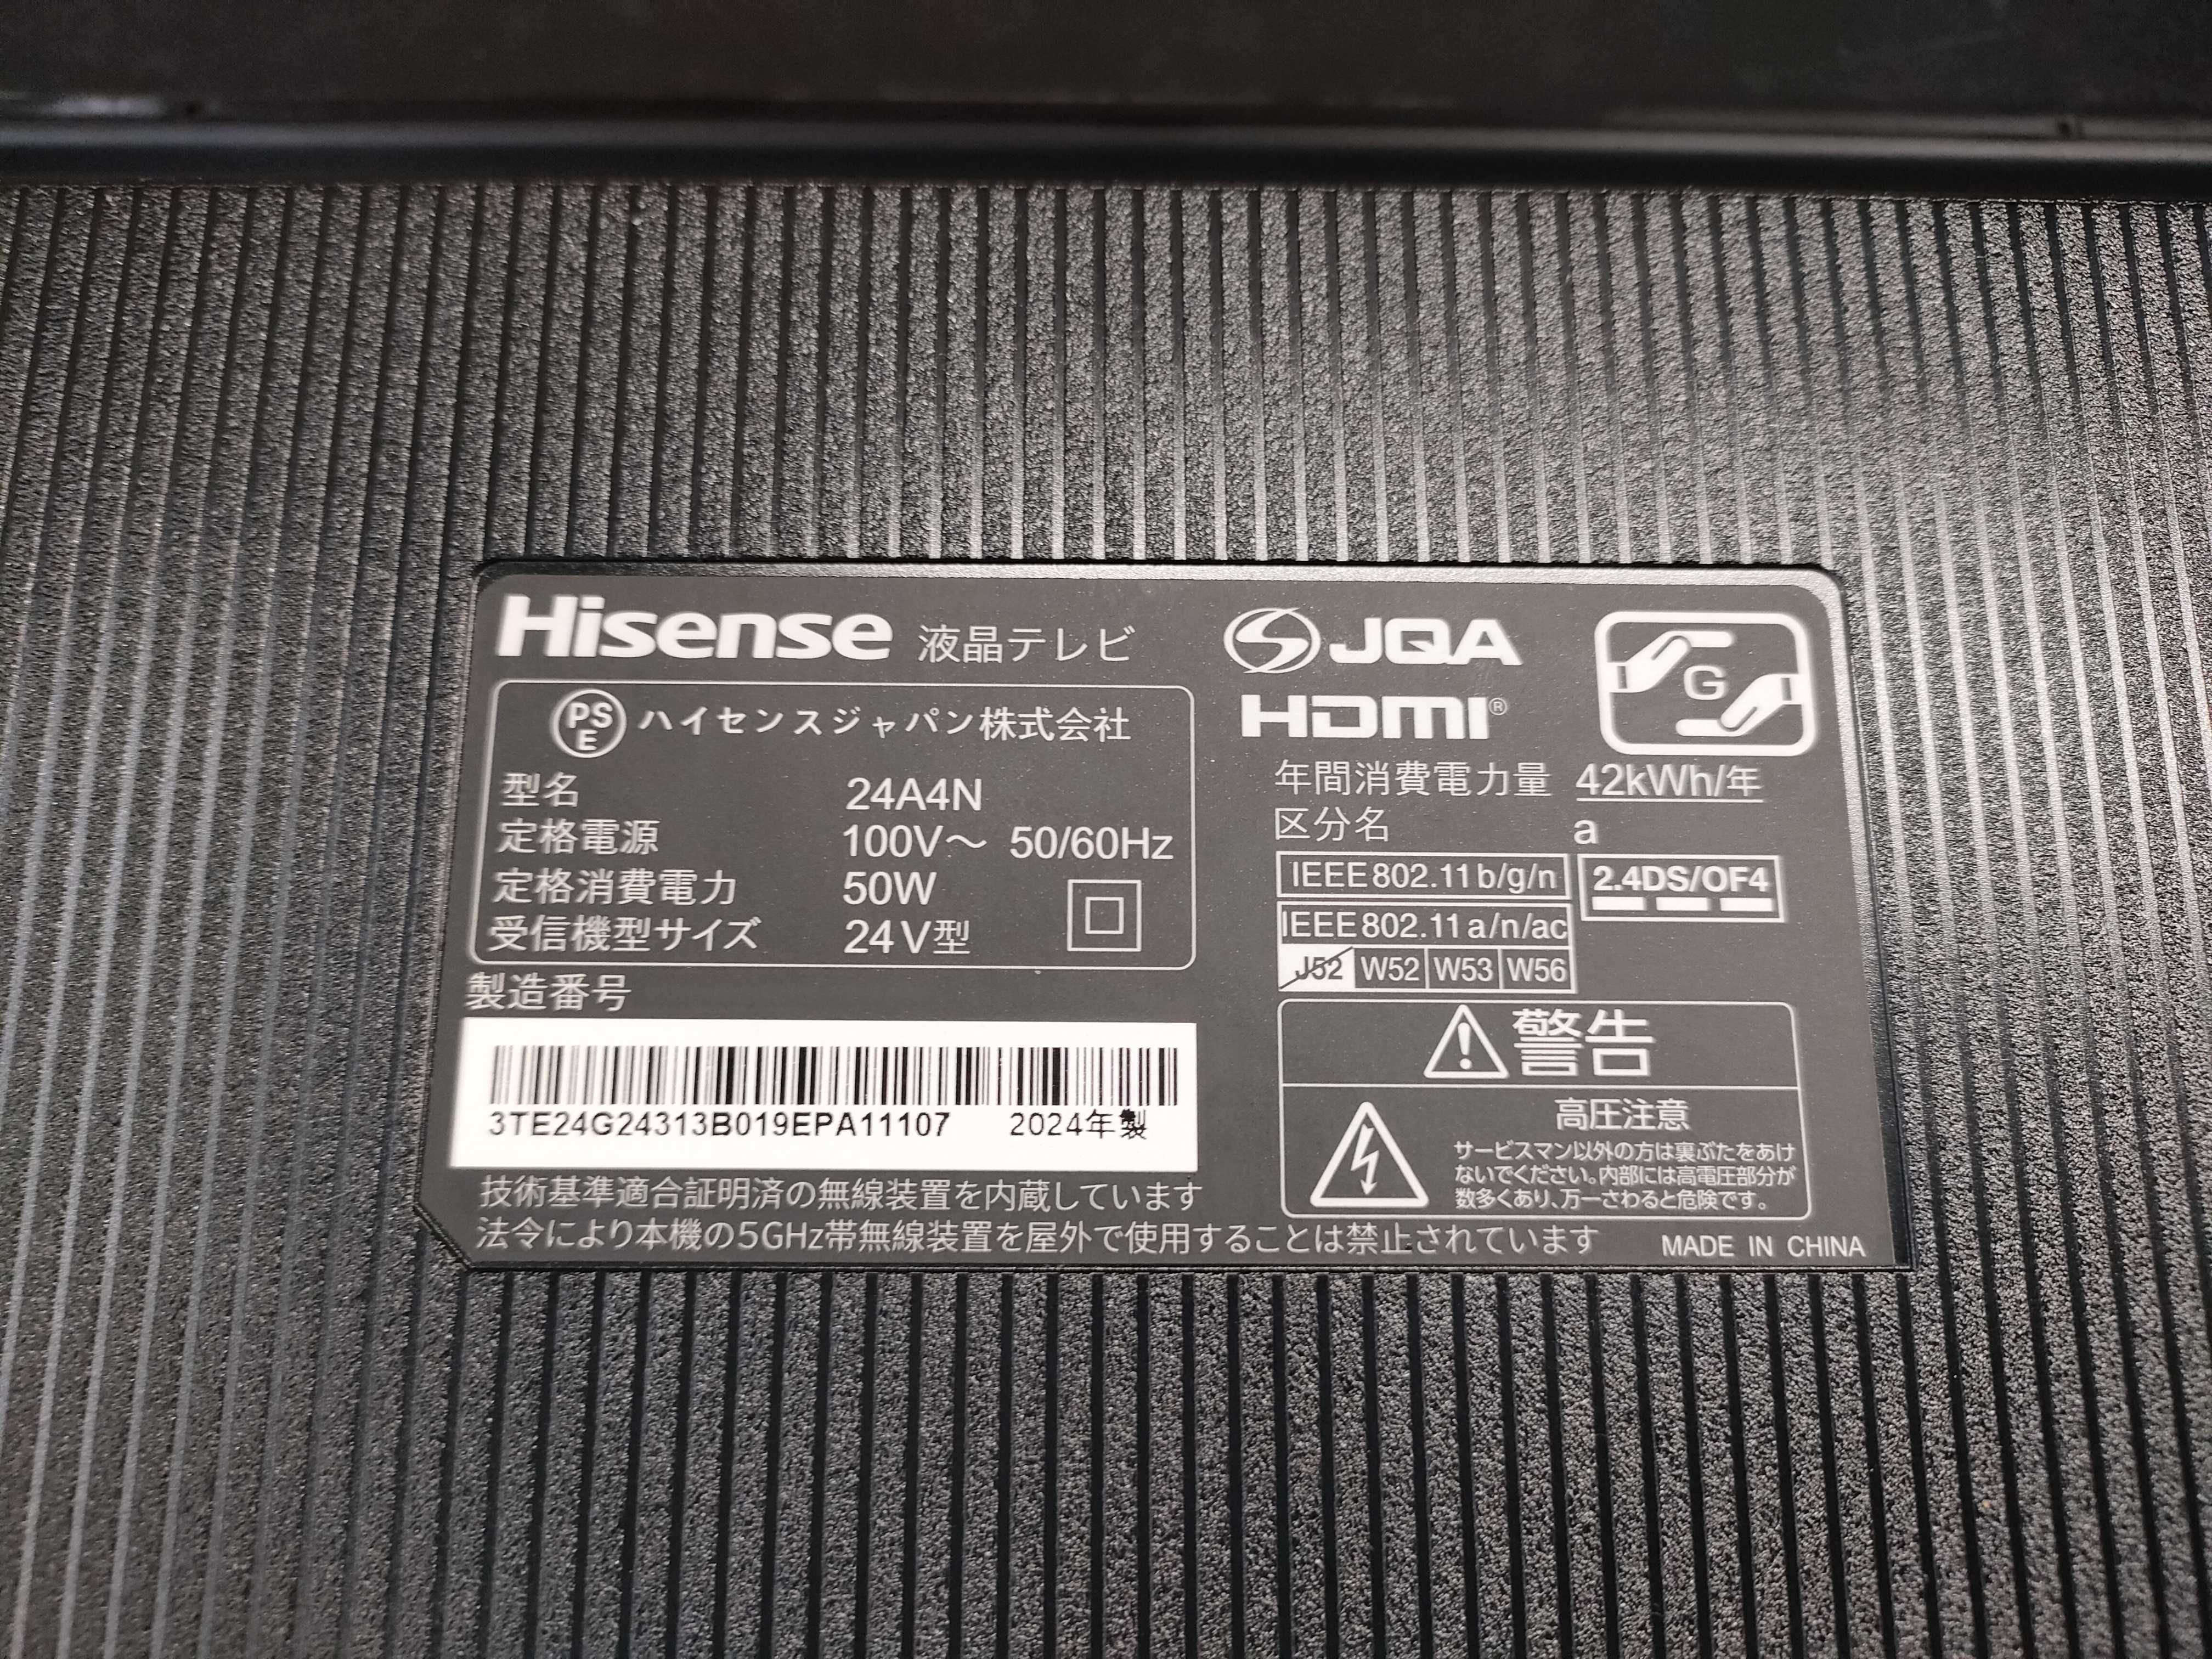 Hisense 液晶テレビ
PSE ハイセンスジャパン株式会社
型名 24A4N
定格電源 100V～ 50/60Hz
定格消費電力 50W
受信機型サイズ 24V型
製造番号
3TE24G24313B019EPA11107 2024年製
JQA
HDMI®
G
年間消費電力量 42kWh/年
区分名 a
IEEE802.11b/g/n
2.4DS/OF4
IEEE802.11a/n/ac
J52 W52 W53 W56
警告
高圧注意
サービスマン以外の方は裏ぶたをあけ
ないでください。内部には高電圧部分が
数多くあり、万一さわると危険です。
技術基準適合証明済の無線装置を内蔵しています
法令により本機の5GHz帯無線装置を屋外で使用することは禁止されています
MADE IN CHINA